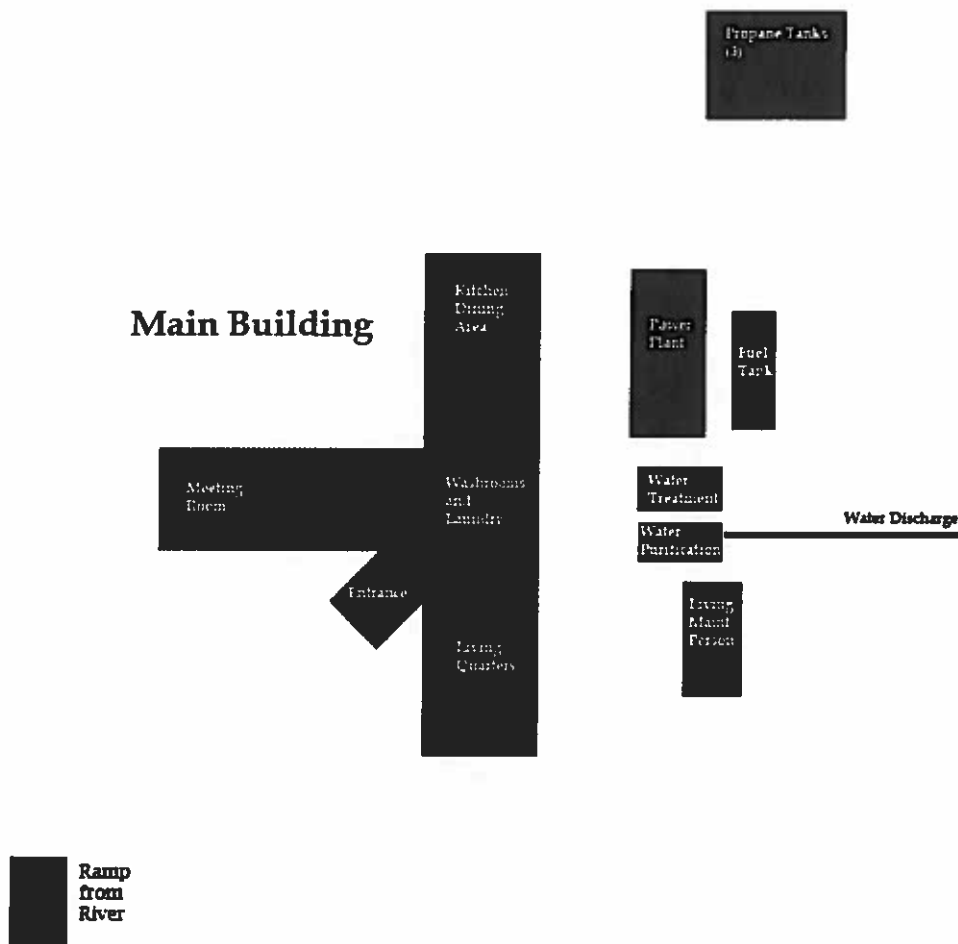 Propane Tanks
(3)
Main Building
Kitchen
Dining
Area
Power
Plant
Fuel
Tank
Meeting
Room
Washrooms
and
Laundry
Water
Treatment
Water Discharge
Water
Purification
Entrance
Living
Maint
Person
Living
Quarters
Ramp
from
River